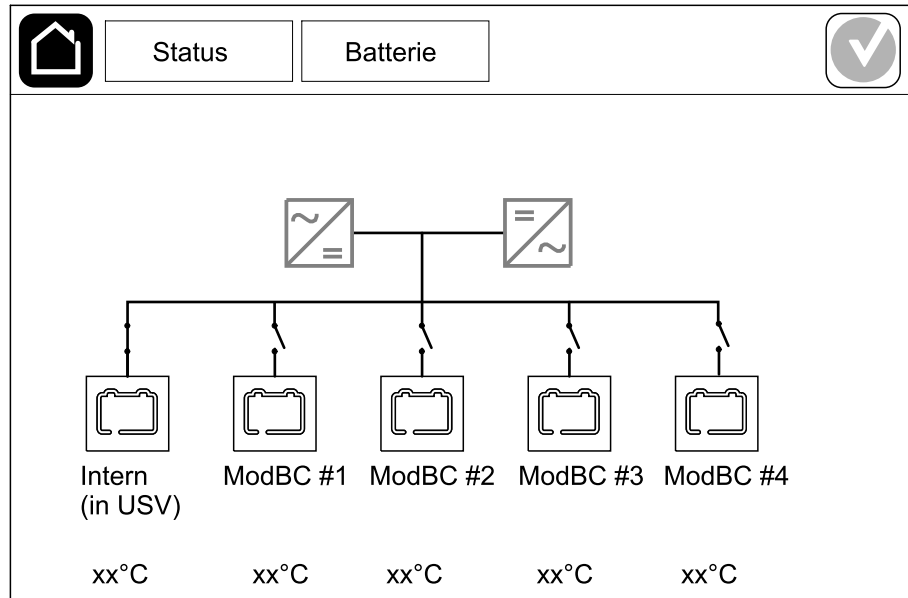 Status
Batterie
Intern
(in USV)
ModBC #1
ModBC #2
ModBC #3
ModBC #4
xx°C
xx°C
xx°C
xx°C
xx°C